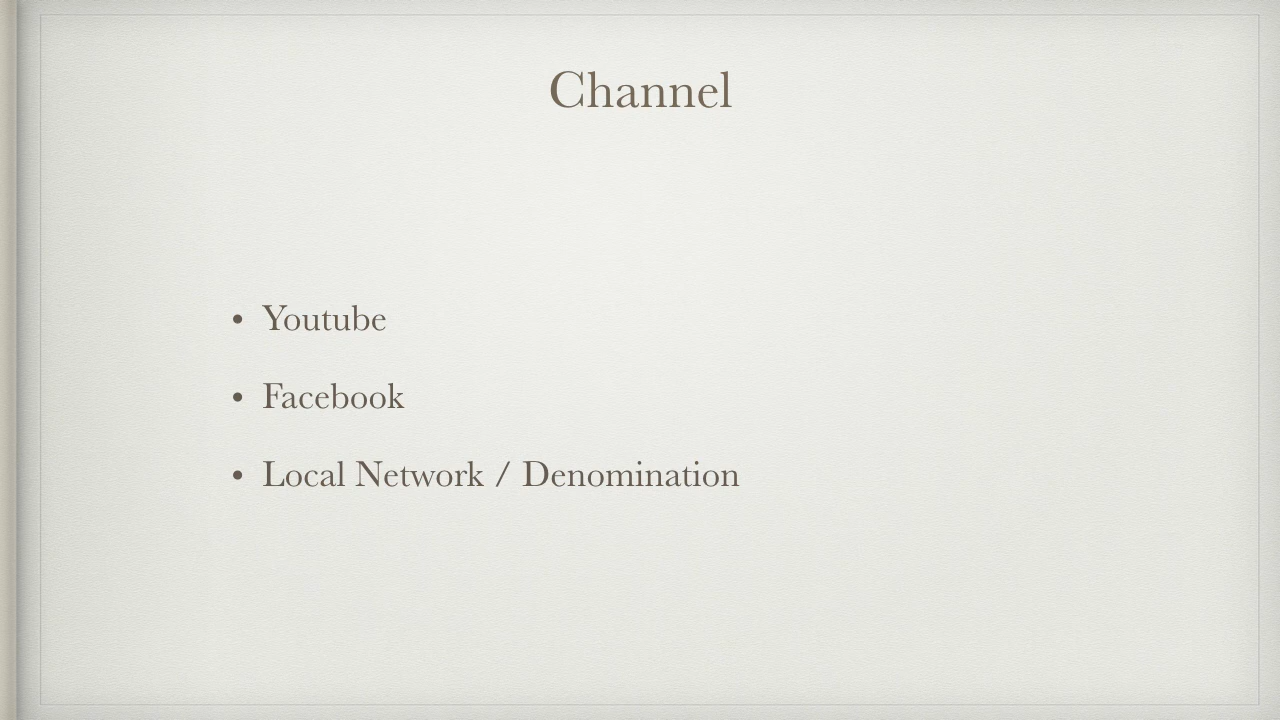 Channel
• Youtube
• Facebook
• Local Network / Denomination